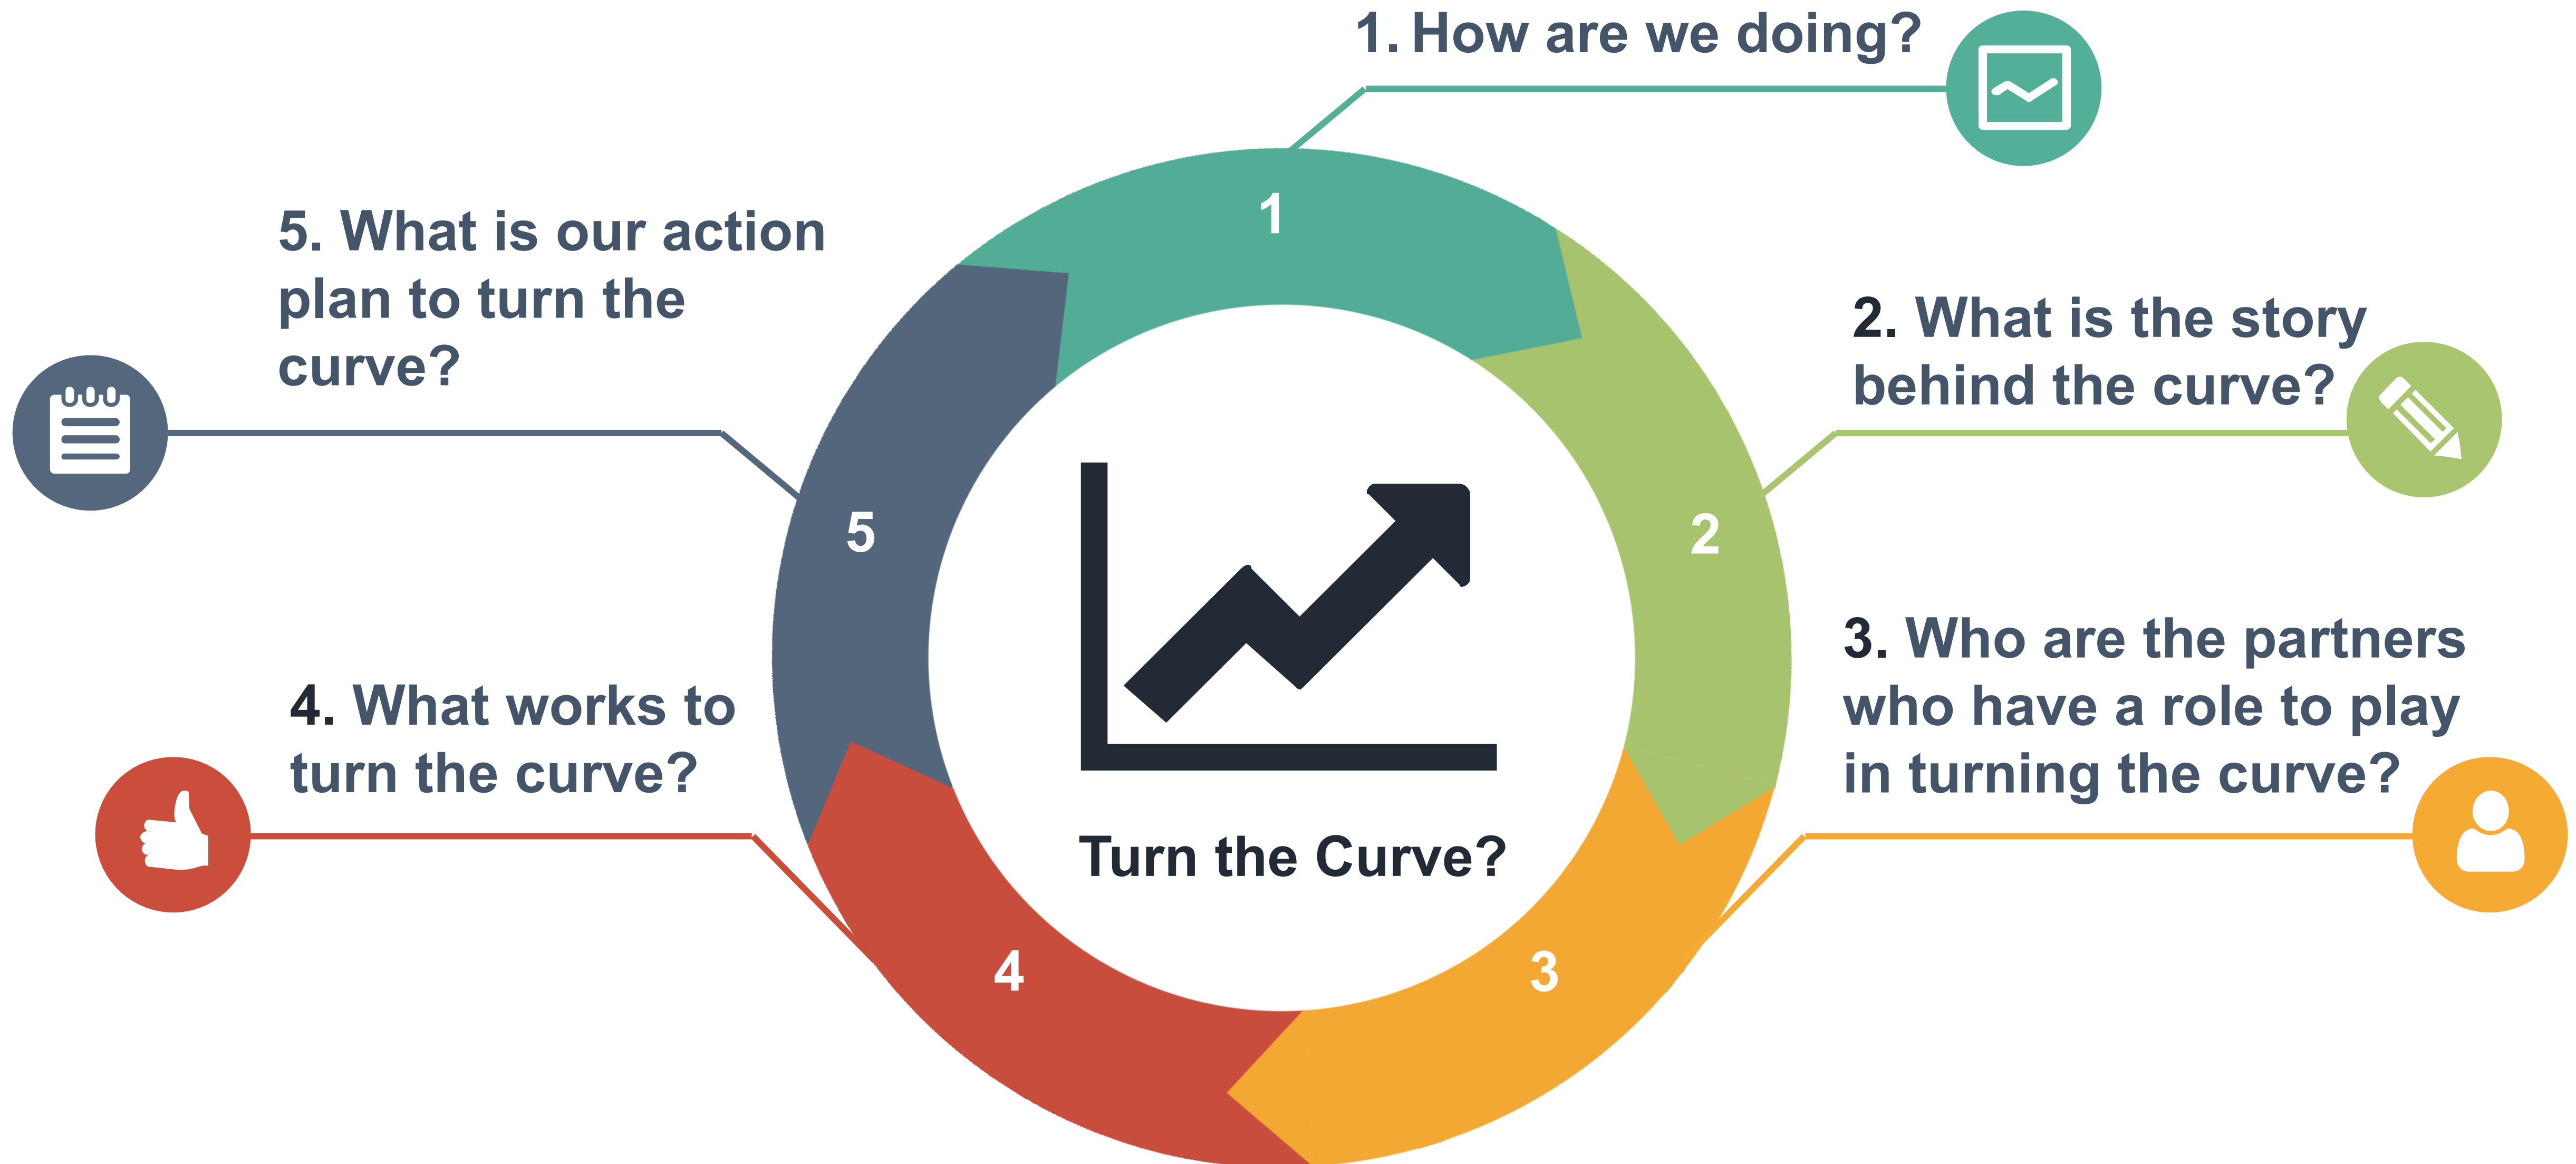 1. How are we doing?
1
5. What is our action
plan to turn the
curve?
2. What is the story
behind the curve?
5
2
3. Who are the partners
who have a role to play
in turning the curve?
4. What works to
turn the curve?
Turn the Curve?
4
3